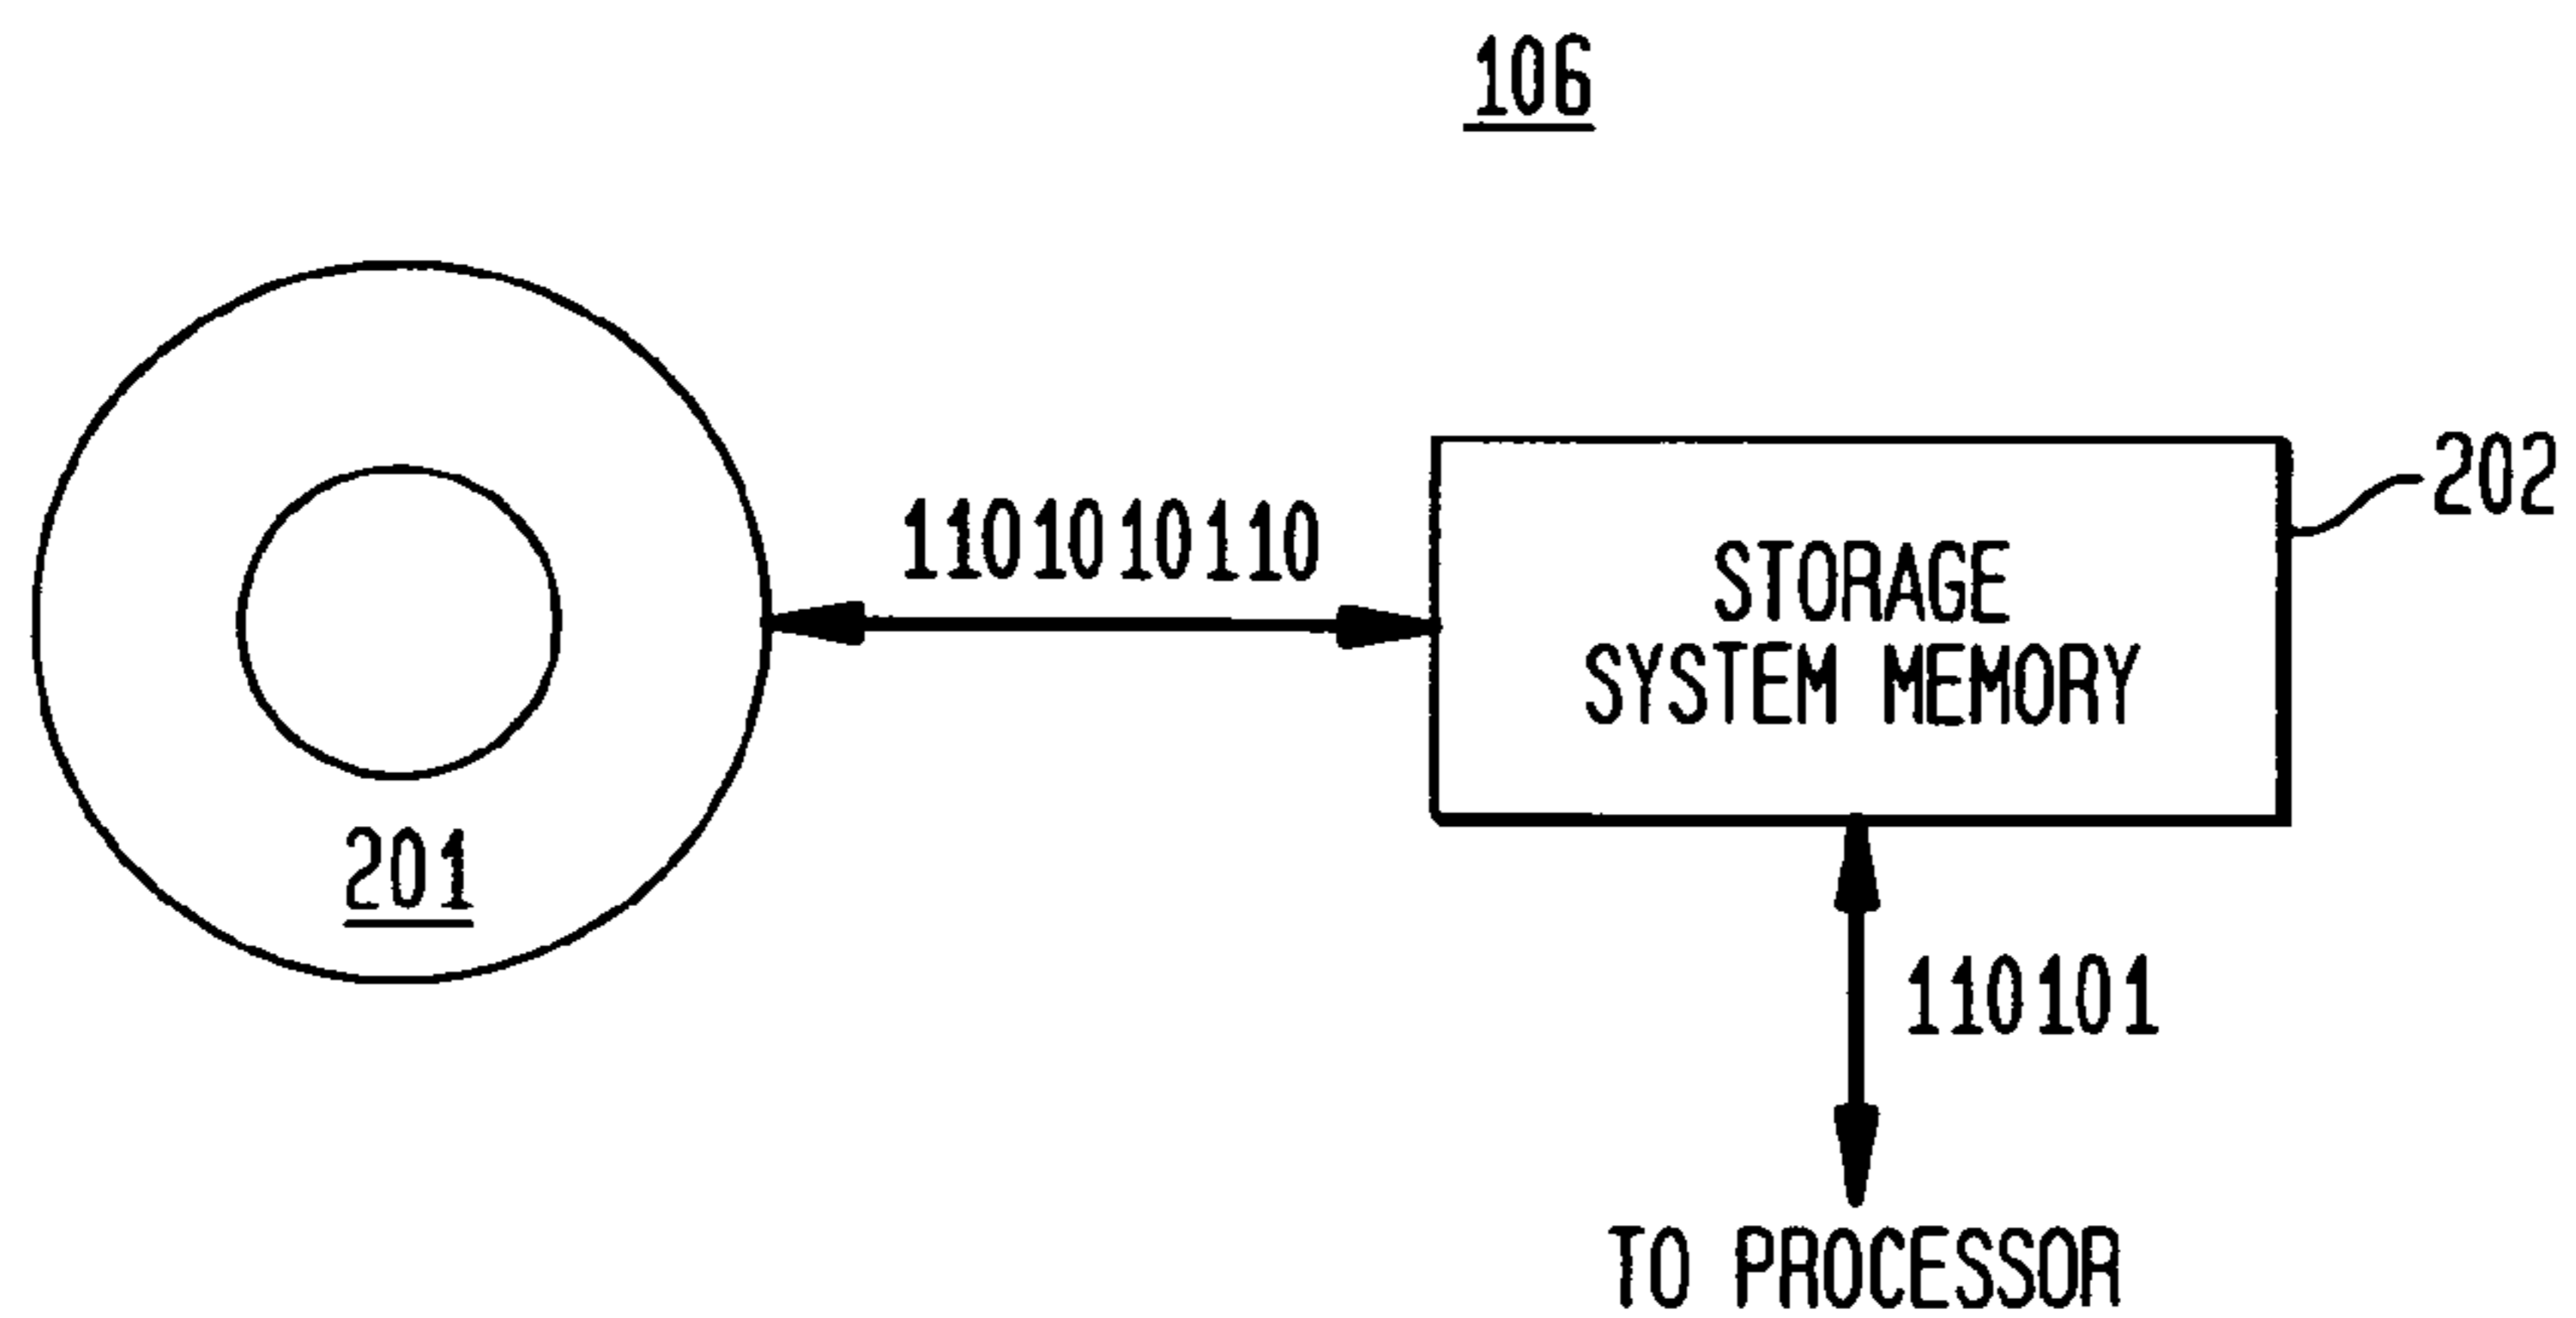 106
202
1101010110
STORAGE
SYSTEM MEMORY
201
110101
TO PROCESSOR